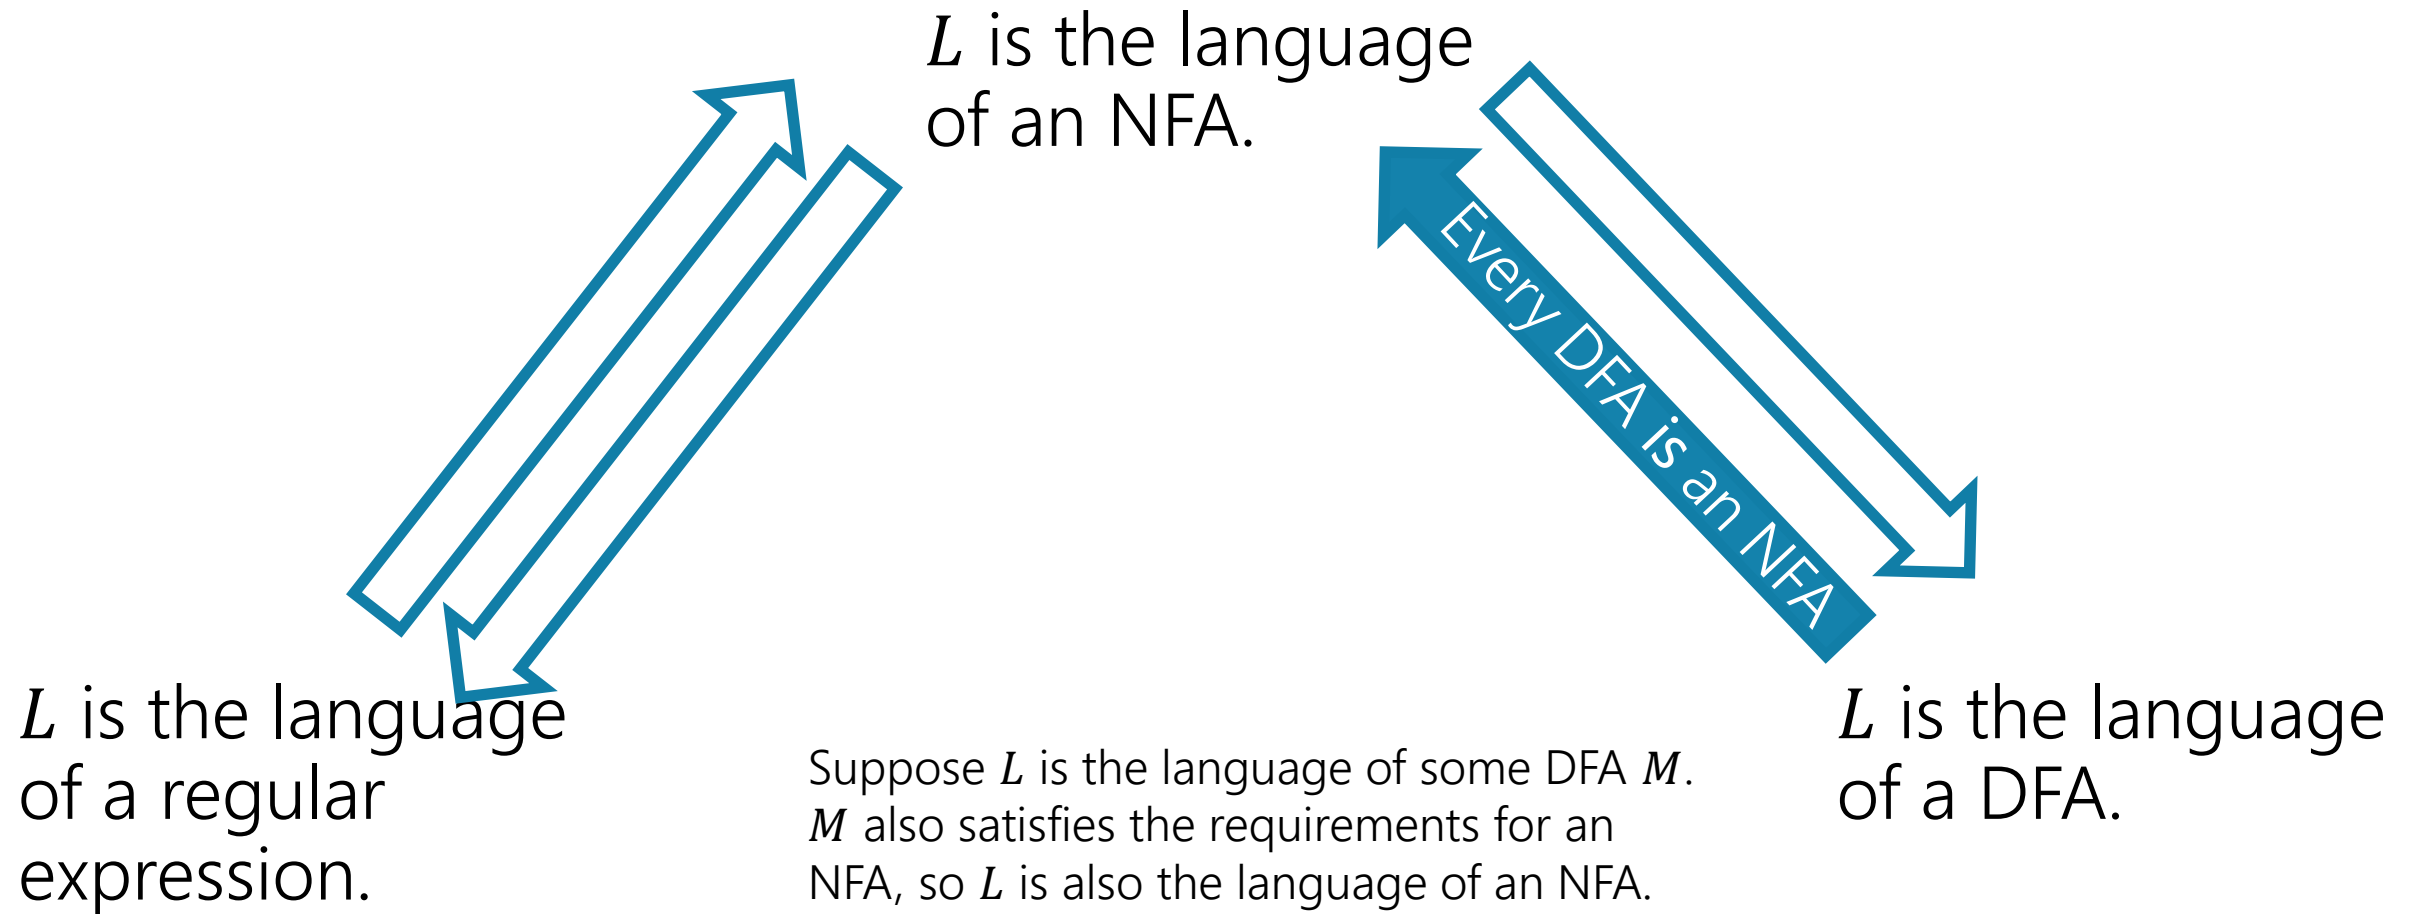 L is the language
of an NFA.
Every DFA is an NFA
L is the language
of a regular
expression.
Suppose L is the language of some DFA M.
M also satisfies the requirements for an
NFA, so L is also the language of an NFA.
L is the language
of a DFA.